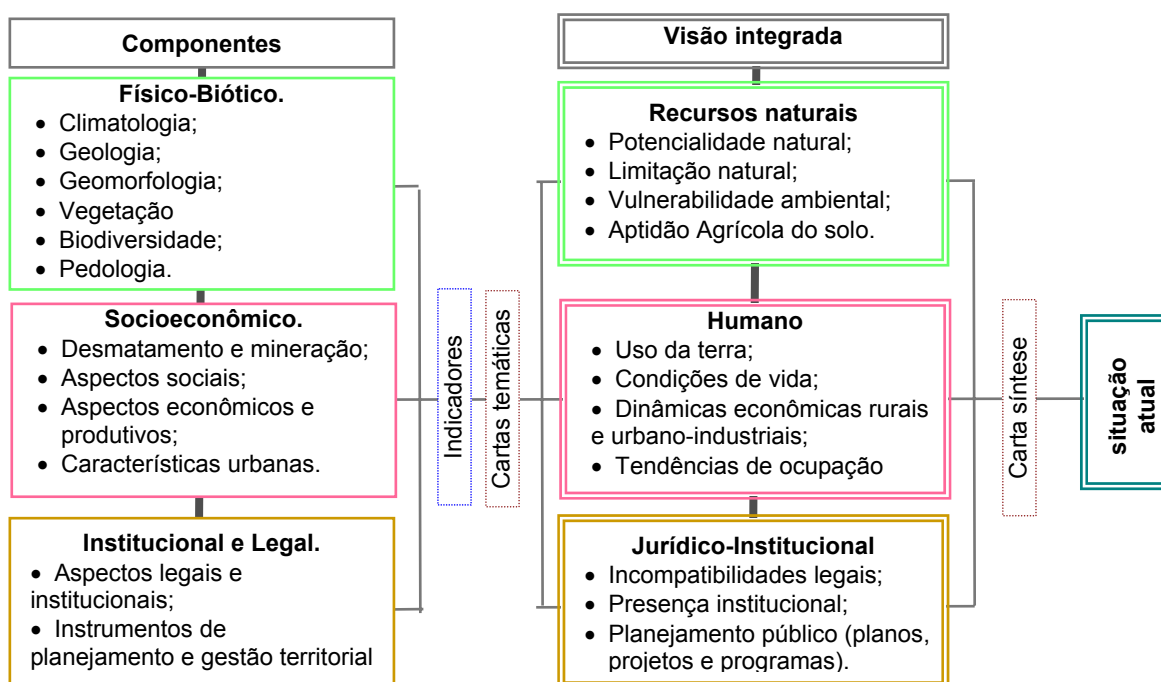 Componentes
Físico-Biótico.
• Climatologia;
• Geologia;
• Geomorfologia;
• Vegetação
• Biodiversidade;
• Pedologia.
Socioeconômico.
• Desmatamento e mineração;
• Aspectos sociais;
• Aspectos econômicos e
produtivos;
• Características urbanas.
Institucional e Legal.
• Aspectos legais e
institucionais;
• Instrumentos de
planejamento e gestão territorial
Indicadores
Cartas temáticas
Visão integrada
Recursos naturais
• Potencialidade natural;
• Limitação natural;
• Vulnerabilidade ambiental;
• Aptidão Agrícola do solo.
Humano
• Uso da terra;
• Condições de vida;
• Dinâmicas econômicas rurais
e urbano-industriais;
• Tendências de ocupação
Jurídico-Institucional
• Incompatibilidades legais;
• Presença institucional;
• Planejamento público (planos,
projetos e programas).
Carta síntese
situação
atual